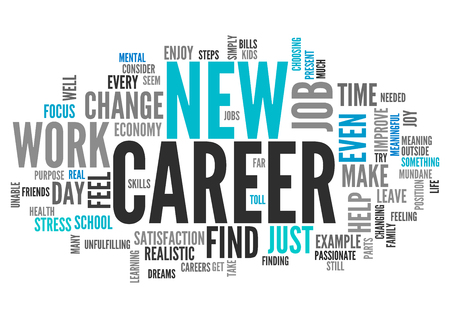 ENJOY
STEPS
SIMPLY
BILLS
KIDS
CHOOSING
PRESENT
MUCH
MENTAL
CONSIDER
EVERY
SEEM
NEW
JOBS
JOB
TIME
NEEDED
WELL
FOCUS
CHANGE
ECONOMY
EVEN
IMPROVE
MEANINGFUL
JOY
WORK
CAREER
FAR
TOLL
HELP
TRY
MEANING
OUTSIDE
SOMETHING
MUNDANE
PURPOSE
REAL
UNABLE
FRIENDS
DAY
FEEL
SKILLS
MAKE
LEAVE
POSITION
LIFE
HEALTH
STRESS
SCHOOL
CHANGING
FAMILY
FEELING
MANY
UNFULFILLING
SATISFACTION
REALISTIC
FIND
JUST
EXAMPLE
PASSIONATE
STILL
PARTS
LEARNING
DREAMS
CAREERS
GET
TAKE
FINDING